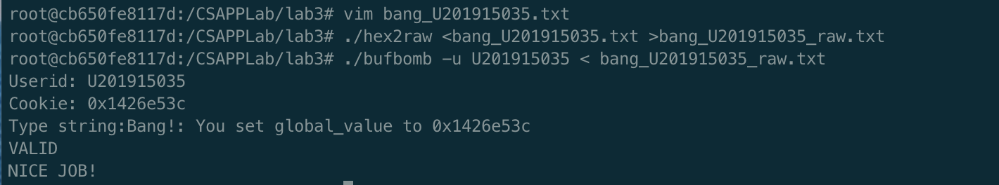 root@cb650fe8117d:/CSAPPLab/lab3# vim bang_U201915035.txt
root@cb650fe8117d:/CSAPPLab/lab3# ./hex2raw <bang_U201915035.txt >bang_U201915035_raw.txt
root@cb650fe8117d:/CSAPPLab/lab3# ./bufbomb -u U201915035 < bang_U201915035_raw.txt
Userid: U201915035
Cookie: 0x1426e53c
Type string:Bang!: You set global_value to 0x1426e53c
VALID
NICE JOB!